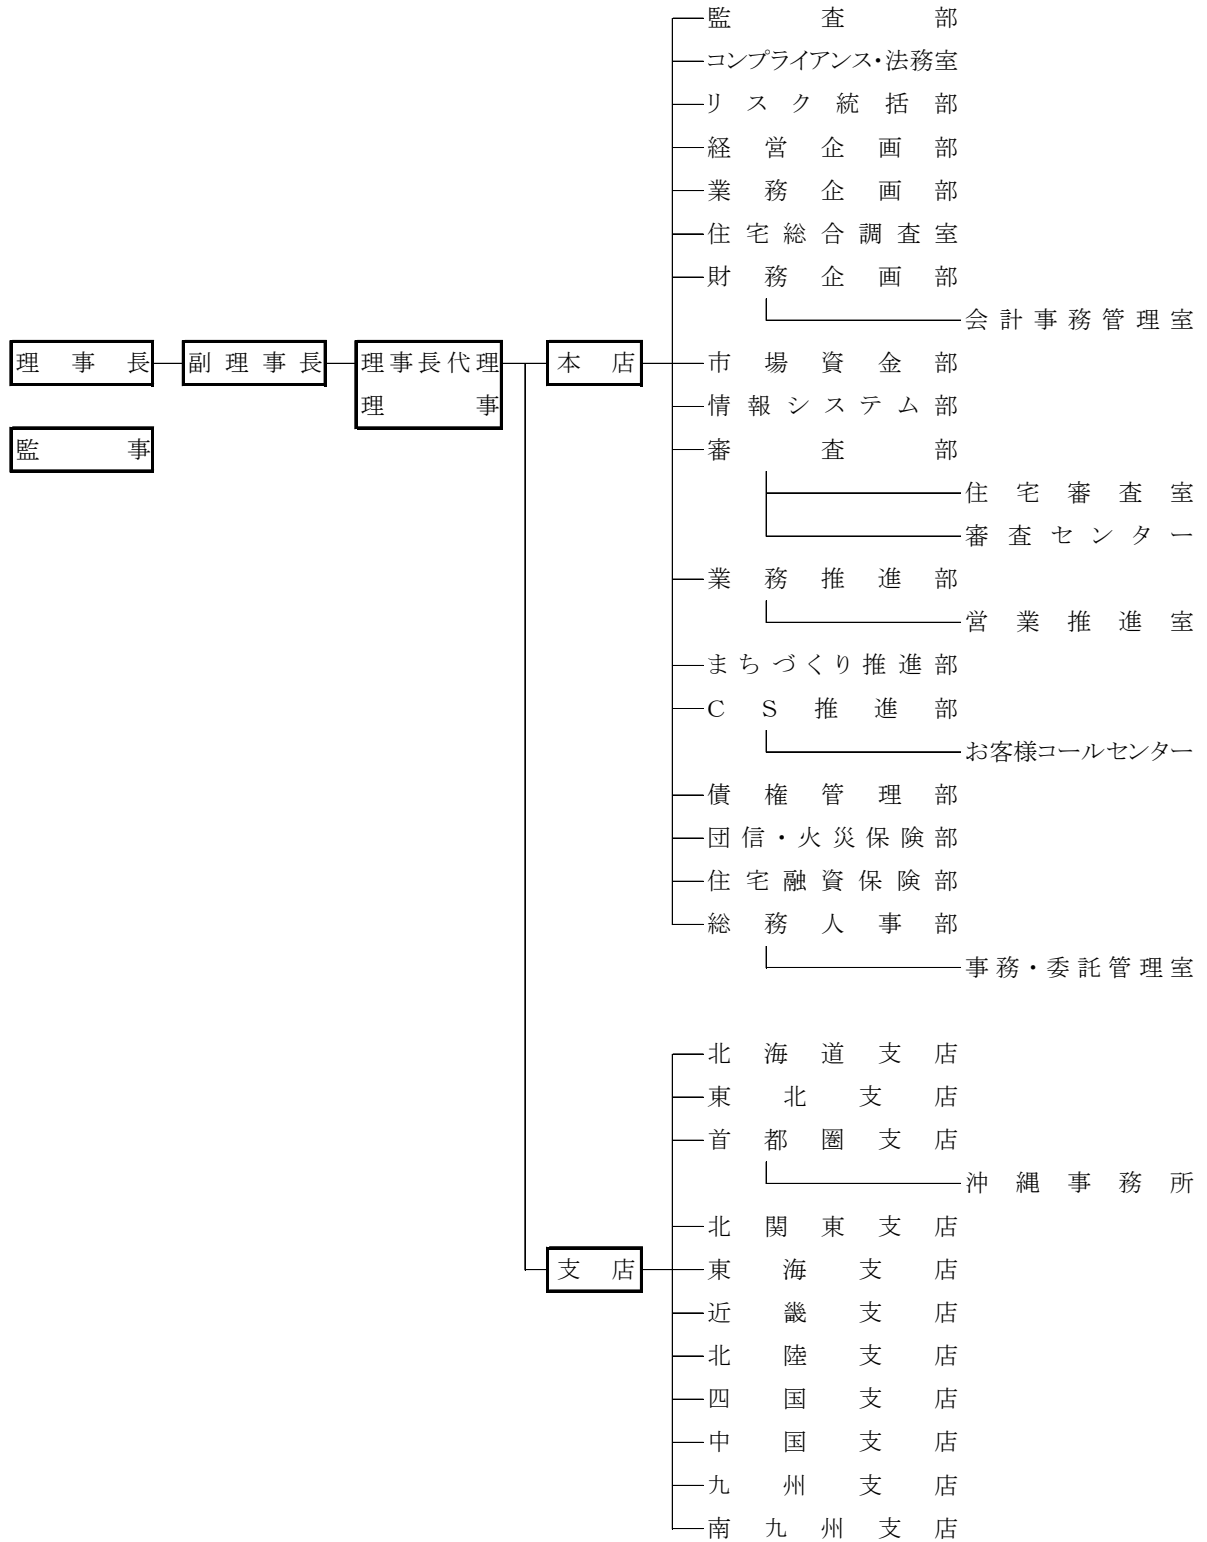 監査部
コンプライアンス・法務室
リスク統括部
経営企画部
業務企画部
住宅総合調査室
財務企画部
会計事務管理室
理事長 副理事長 理事長代理 本店 市場資金部
理事 情報システム部
監事 審査部
住宅審査室
審査センター
業務推進部
営業推進室
まちづくり推進部
CS推進部
お客様コールセンター
債権管理部
団信・火災保険部
住宅融資保険部
総務人事部
事務・委託管理室
北海道支店
東北支店
首都圏支店
沖縄事務所
北関東支店
支店 東海支店
近畿支店
北陸支店
四国支店
中国支店
九州支店
南九州支店